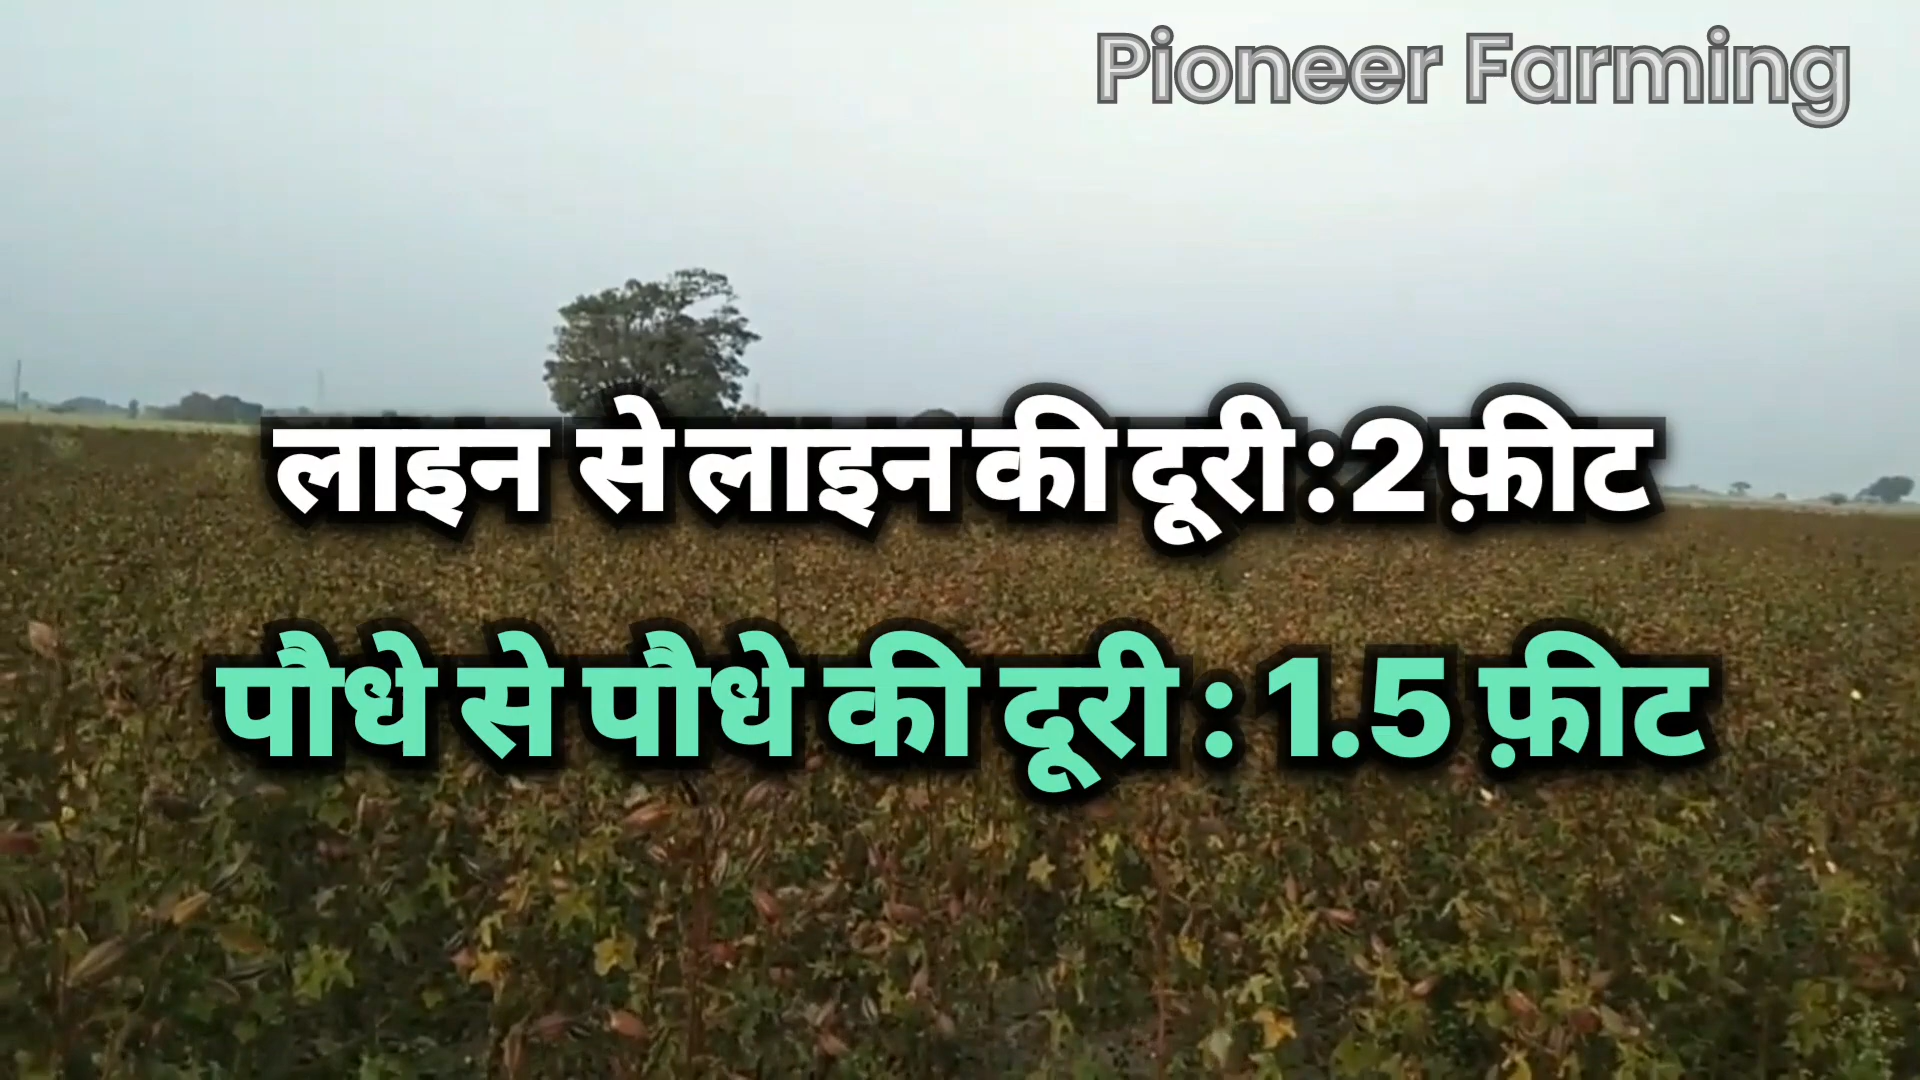 Pioneer Farming
लाइन से लाइन की दूरी : 2 फ़ीट
पौधे से पौधे की दूरी : 1.5 फ़ीट